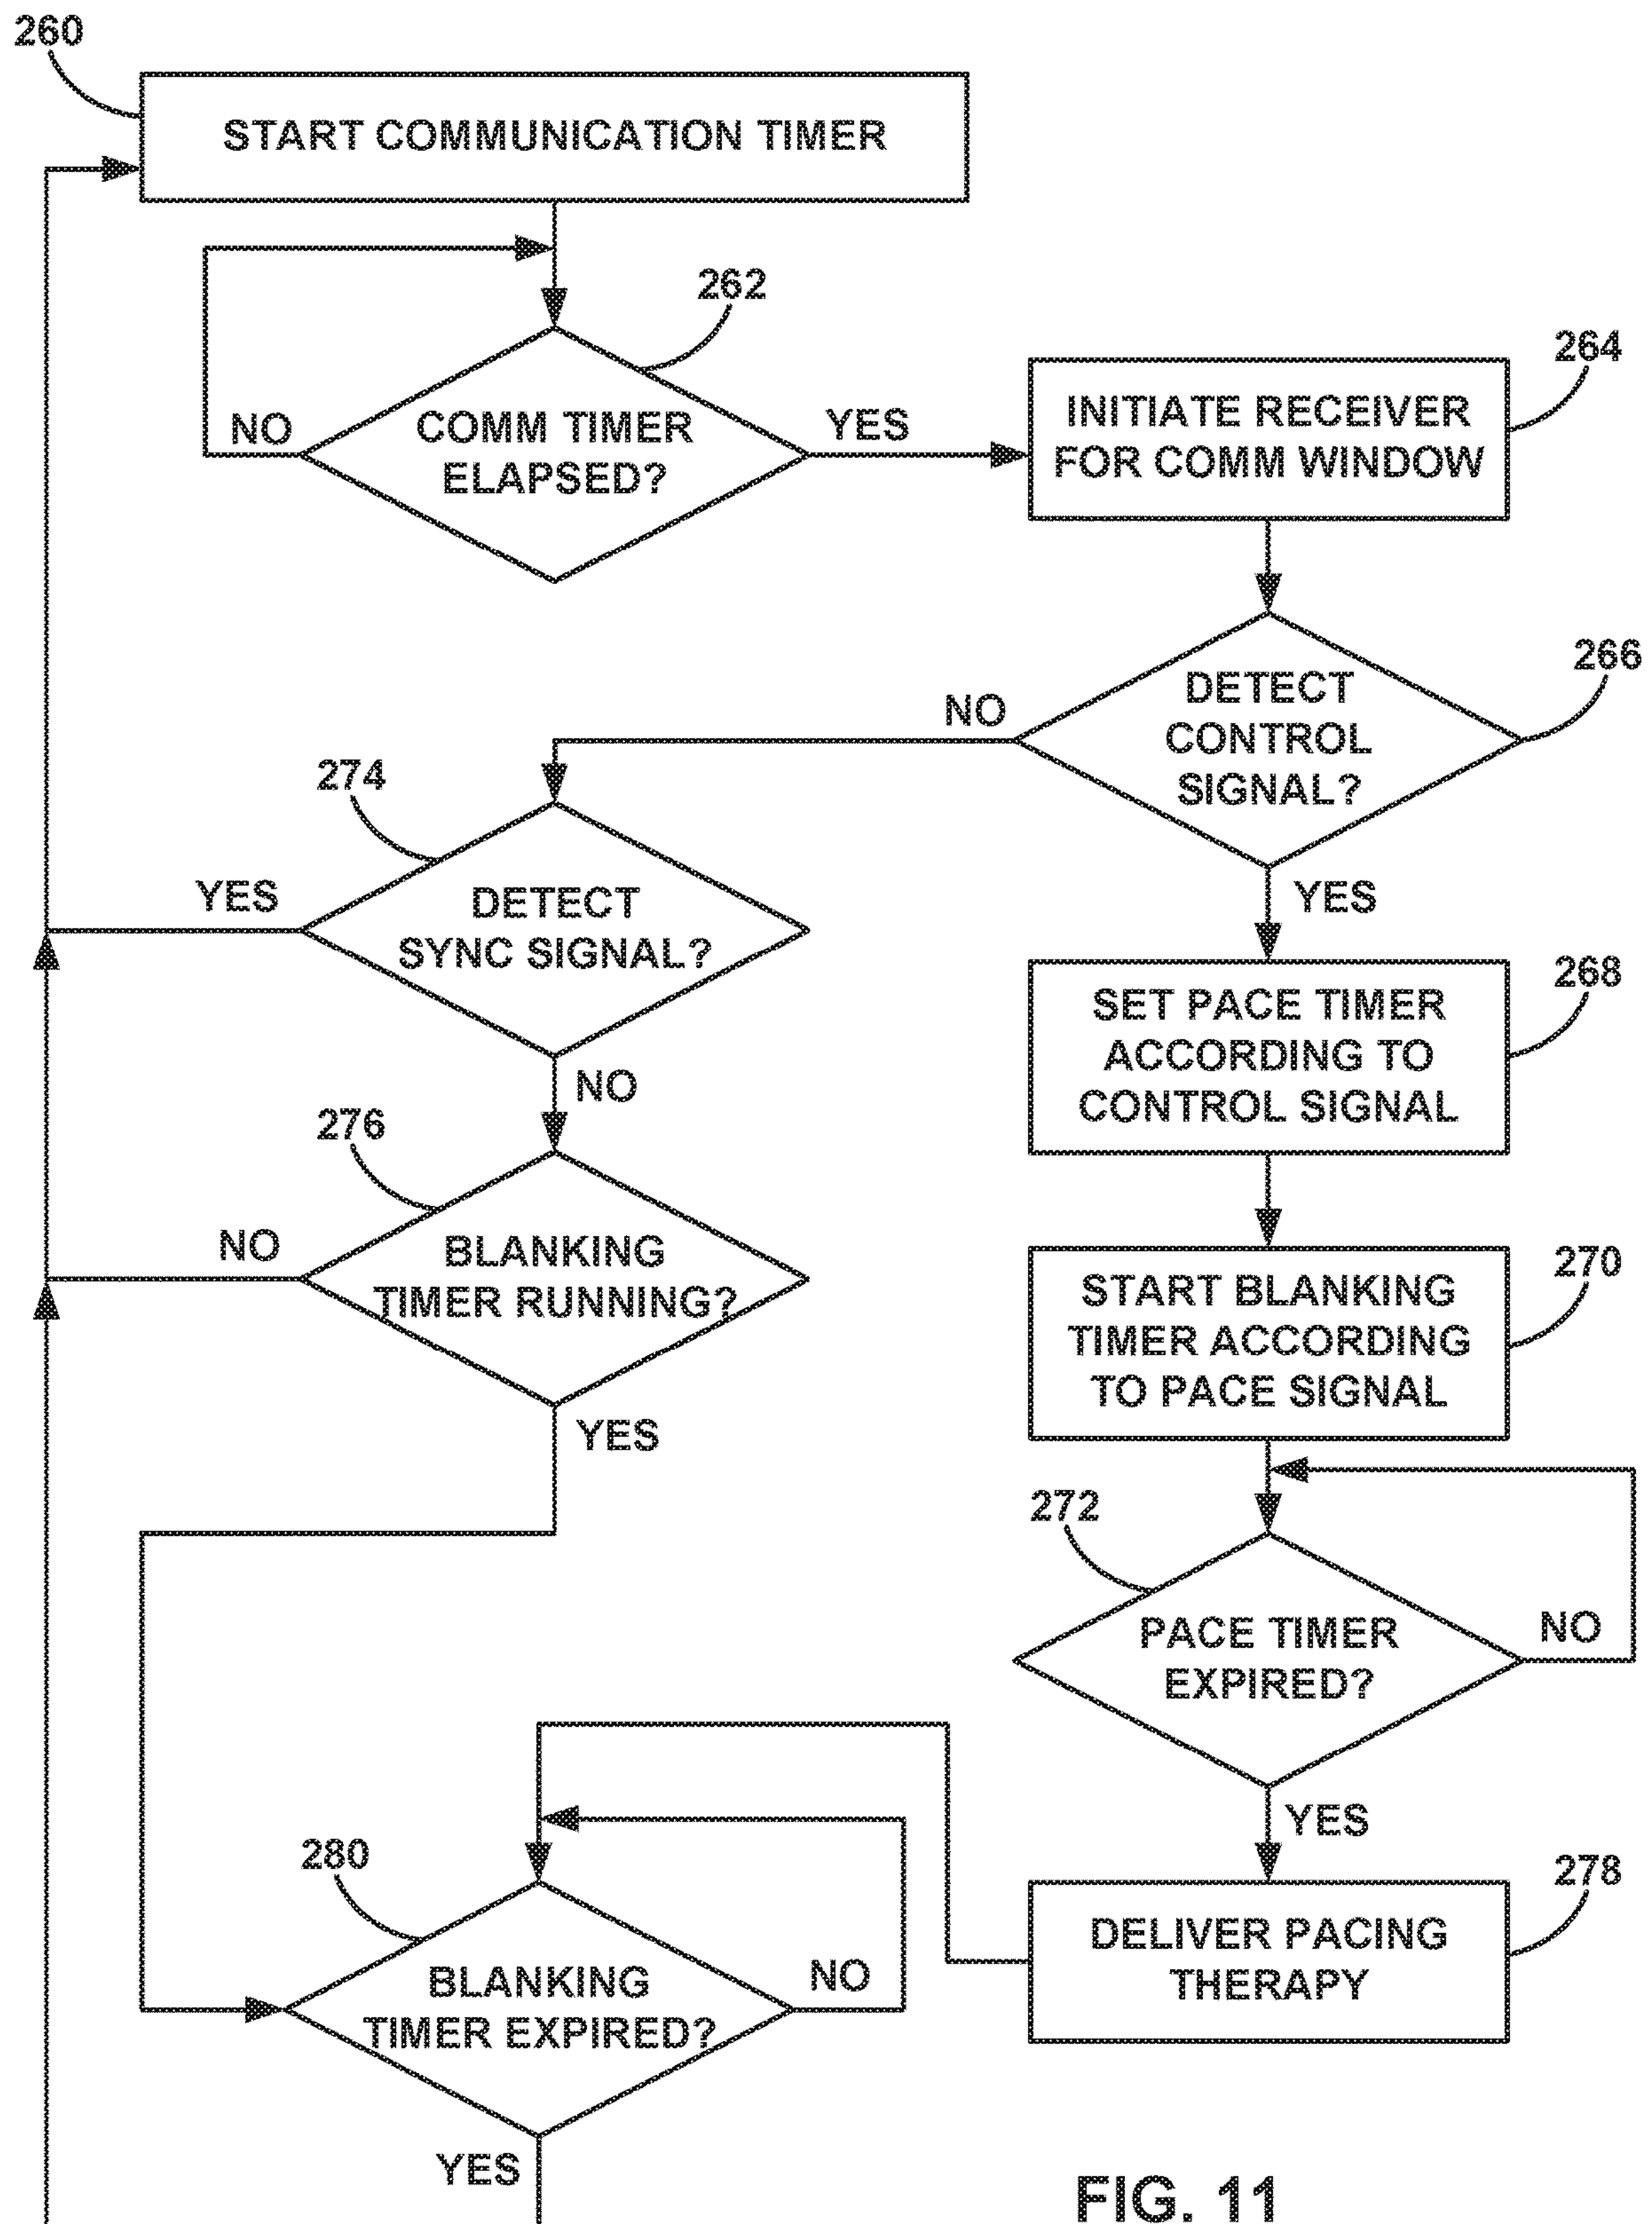 260
START COMMUNICATION TIMER
262
COMM TIMER
ELAPSED?
NO
YES
264
INITIATE RECEIVER
FOR COMM WINDOW
266
DETECT
CONTROL
SIGNAL?
NO
YES
274
DETECT
SYNC SIGNAL?
YES
NO
268
SET PACE TIMER
ACCORDING TO
CONTROL SIGNAL
276
BLANKING
TIMER RUNNING?
NO
YES
270
START BLANKING
TIMER ACCORDING
TO PACE SIGNAL
272
PACE TIMER
EXPIRED?
NO
YES
278
DELIVER PACING
THERAPY
280
BLANKING
TIMER EXPIRED?
NO
YES
FIG. 11